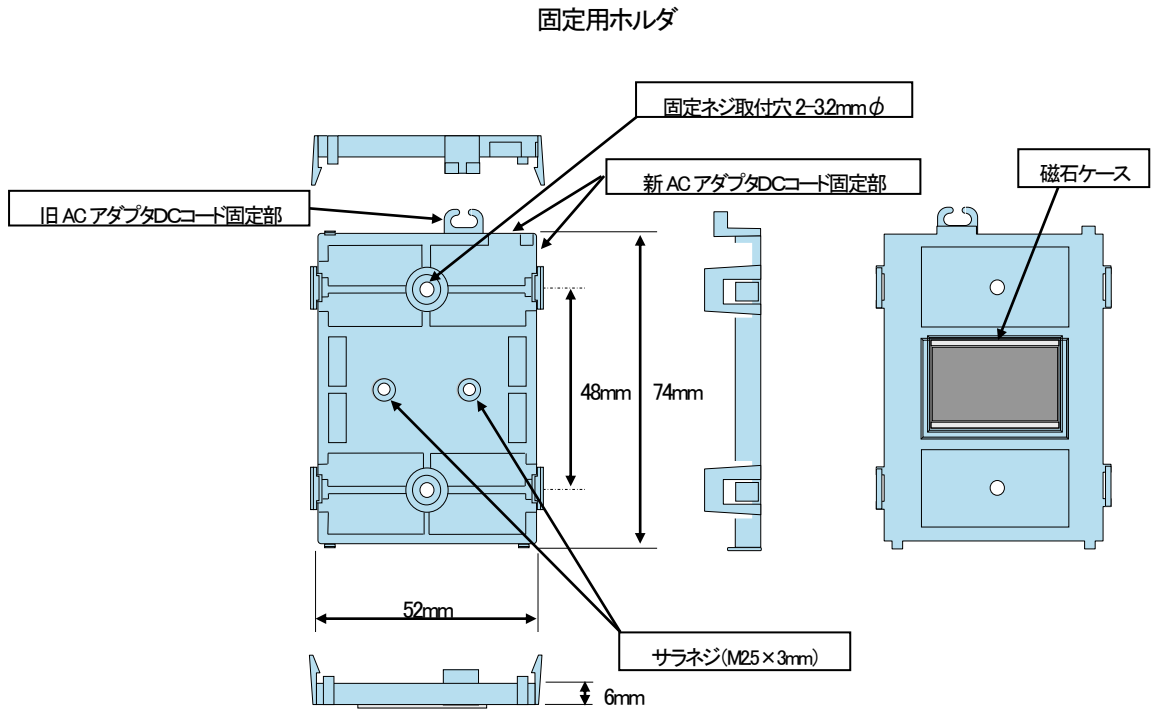 固定用ホルダ
固定ネジ取付穴 2-3.2mmφ
新 AC アダプタDCコード固定部
磁石ケース
旧 AC アダプタDCコード固定部
48mm
74mm
52mm
サラネジ(M2.5×3mm)
6mm